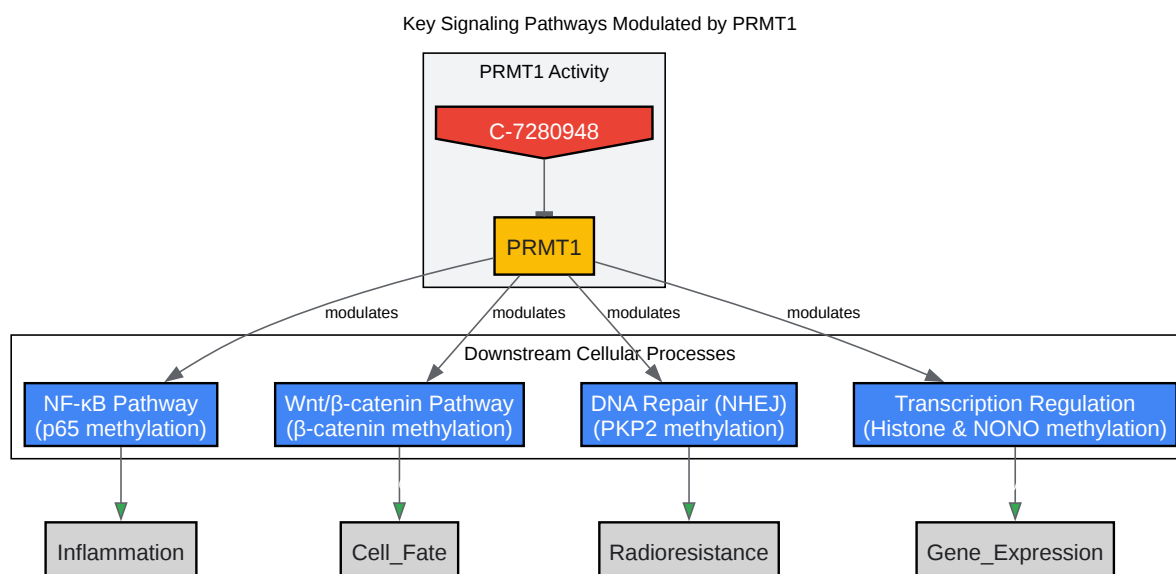 Key Signaling Pathways Modulated by PRMT1
PRMT1 Activity
C-7280948
PRMT1
modulates
modulates
modulates
modulates
Downstream Cellular Processes
NF-κB Pathway
(p65 methylation)
Wnt/β-catenin Pathway
(β-catenin methylation)
DNA Repair (NHEJ)
(PKP2 methylation)
Transcription Regulation
(Histone & NONO methylation)
Inflammation
Cell_Fate
Radioresistance
Gene_Expression